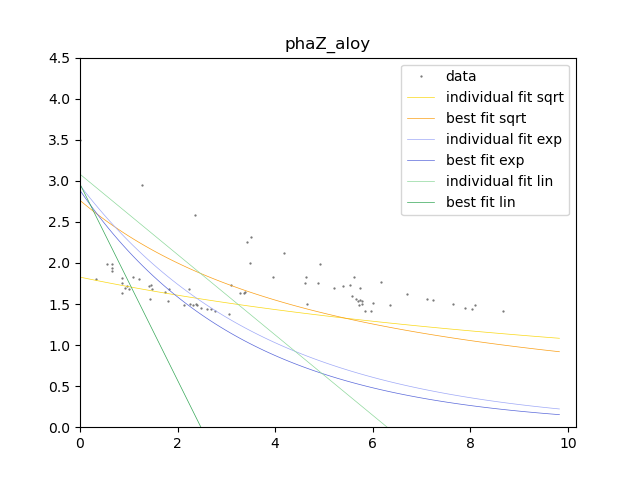 phaZ_aloy
4.5
4.0
3.5
3.0
2.5
2.0
1.5
1.0
0.5
0.0
0
2
4
6
8
10
data
individual fit sqrt
best fit sqrt
individual fit exp
best fit exp
individual fit lin
best fit lin